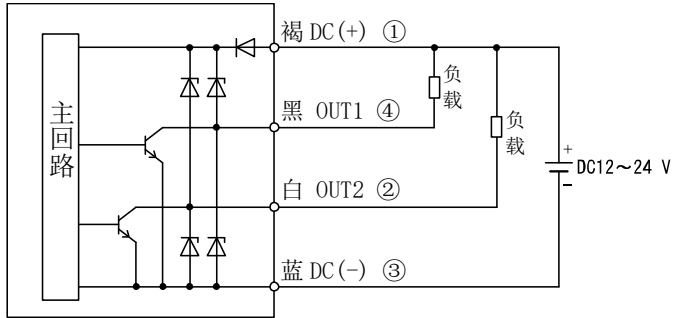 褐 DC(+) ①
负载
主回路
黑 OUT1 ④
负载
+
DC12～24 V
-
白 OUT2 ②
蓝 DC(-) ③